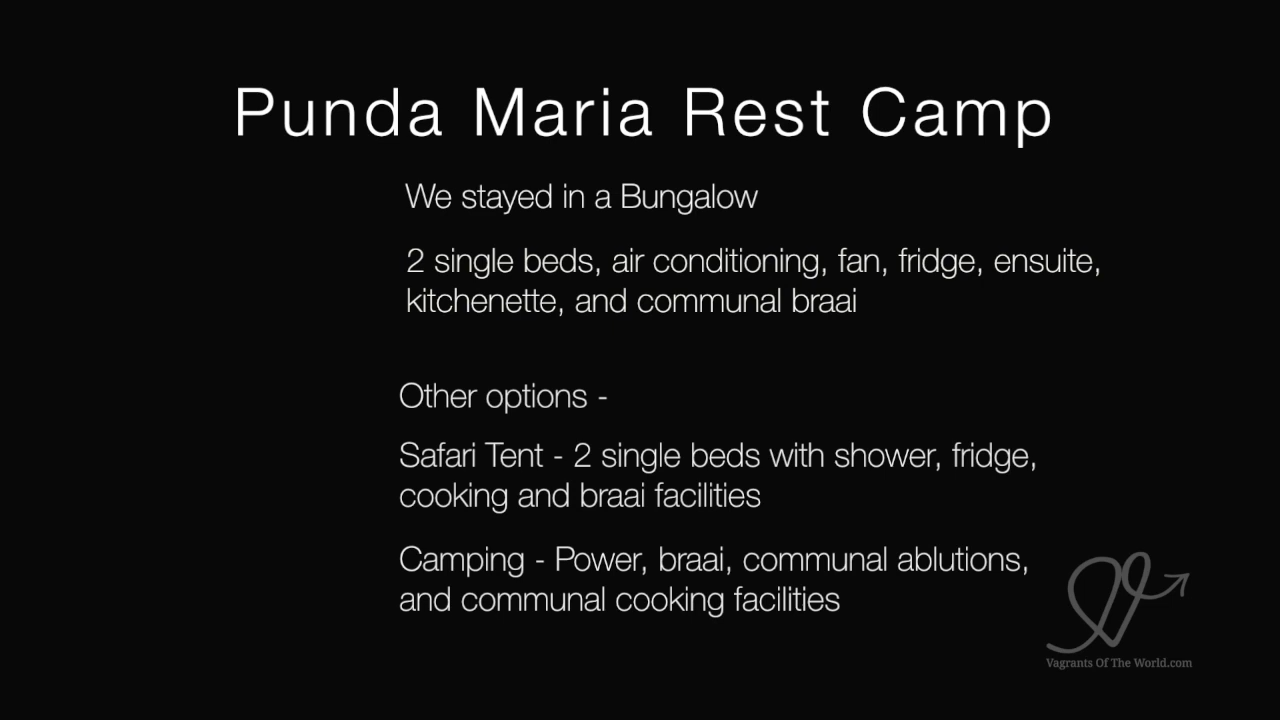 Punda Maria Rest Camp
We stayed in a Bungalow
2 single beds, air conditioning, fan, fridge, ensuite,
kitchenette, and communal braai
Other options -
Safari Tent - 2 single beds with shower, fridge,
cooking and braai facilities
Camping - Power, braai, communal ablutions,
and communal cooking facilities
Vagrants Of The World.com